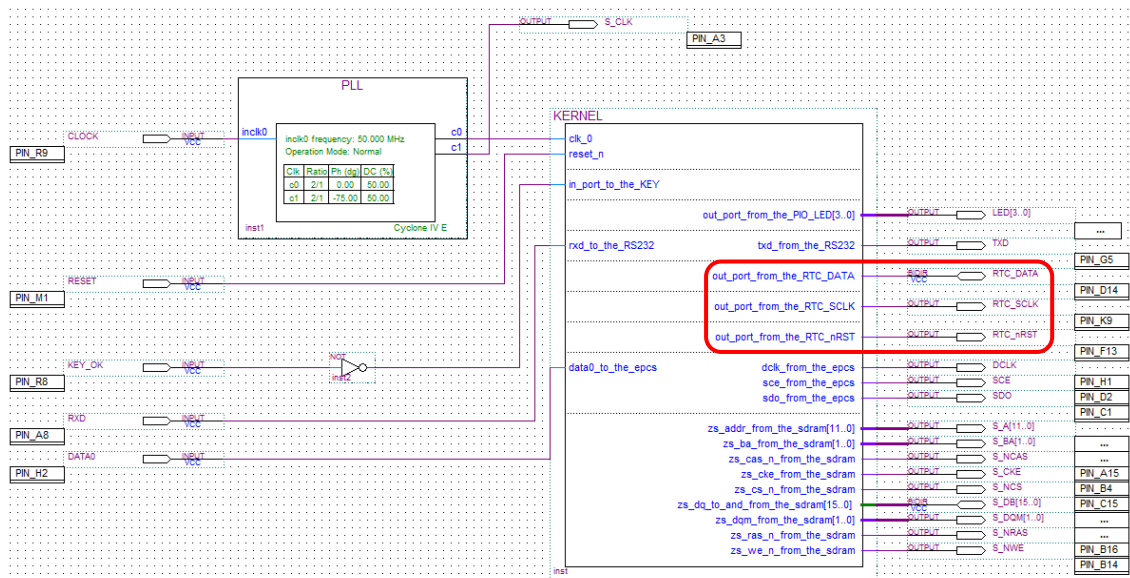 OUTPUT S_CLK
PIN_A3
PLL
KERNEL
CLOCK INPUT VCC
PIN_R9
inclk0
inclk0 frequency: 50.000 MHz
Operation Mode: Normal
Clk Ratio Ph (dg) DC (%)
c0 2/1 0.00 50.00
c1 2/1 -75.00 50.00
c0
c1
inst1 Cyclone IV E
clk_0
reset_n
in_port_to_the_KEY
out_port_from_the_PIO_LED[3..0] OUTPUT LED[3..0]
...
rxd_to_the_RS232 txd_from_the_RS232 OUTPUT TXD
PIN_G5
out_port_from_the_RTC_DATA BIDIR VCC RTC_DATA
PIN_D14
RESET INPUT VCC
PIN_M1
out_port_from_the_RTC_SCLK OUTPUT RTC_SCLK
PIN_K9
out_port_from_the_RTC_nRST OUTPUT RTC_nRST
PIN_F13
KEY_OK INPUT VCC
PIN_R8
NOT
inst2
data0_to_the_epcs dclk_from_the_epcs OUTPUT DCLK
sce_from_the_epcs OUTPUT SCE
PIN_H1
sdo_from_the_epcs OUTPUT SDO
PIN_D2
PIN_C1
RXD INPUT VCC
PIN_A8
DATA0 INPUT VCC
PIN_H2
zs_addr_from_the_sdram[11..0] OUTPUT S_A[11..0]
zs_ba_from_the_sdram[1..0] OUTPUT S_BA[1..0]
...
zs_cas_n_from_the_sdram OUTPUT S_NCAS
...
zs_cke_from_the_sdram OUTPUT S_CKE
PIN_A15
zs_cs_n_from_the_sdram OUTPUT S_NCS
PIN_B4
zs_dq_to_and_from_the_sdram[15..0] BIDIR VCC S_DB[15..0]
PIN_C15
zs_dqm_from_the_sdram[1..0] OUTPUT S_DQM[1..0]
...
zs_ras_n_from_the_sdram OUTPUT S_NRAS
...
zs_we_n_from_the_sdram OUTPUT S_NWE
PIN_B16
PIN_B14
inst